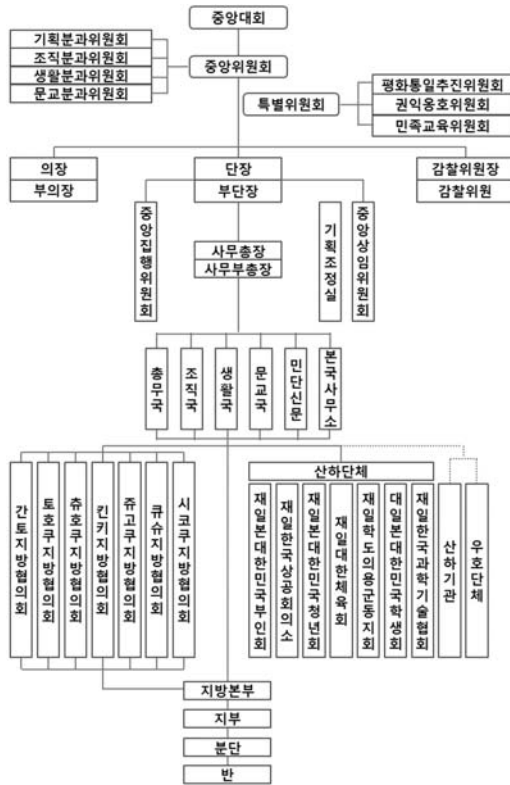 중앙대회
기획분과위원회
조직분과위원회
생활분과위원회
문교분과위원회
중앙위원회
특별위원회
평화통일추진위원회
권익옹호위원회
민족교육위원회
의장
부의장
단장
부단장
감찰위원장
감찰위원
중앙집행위원회
사무총장
사무부총장
기획조정실
중앙상임위원회
총무국
조직국
생활국
문교국
민단신문
본국사무소
간토지방협의회
토호쿠지방협의회
츄호쿠지방협의회
킨키지방협의회
쥬고쿠지방협의회
큐슈지방협의회
시코쿠지방협의회
산하단체
재일본대한민국부인회
재일한국상공회의소
재일본대한민국청년회
재일대한체육회
재일학도의용군동지회
대일본대한민국학생회
재일한국과학기술협회
산하기관
우호단체
지방본부
지부
분단
반